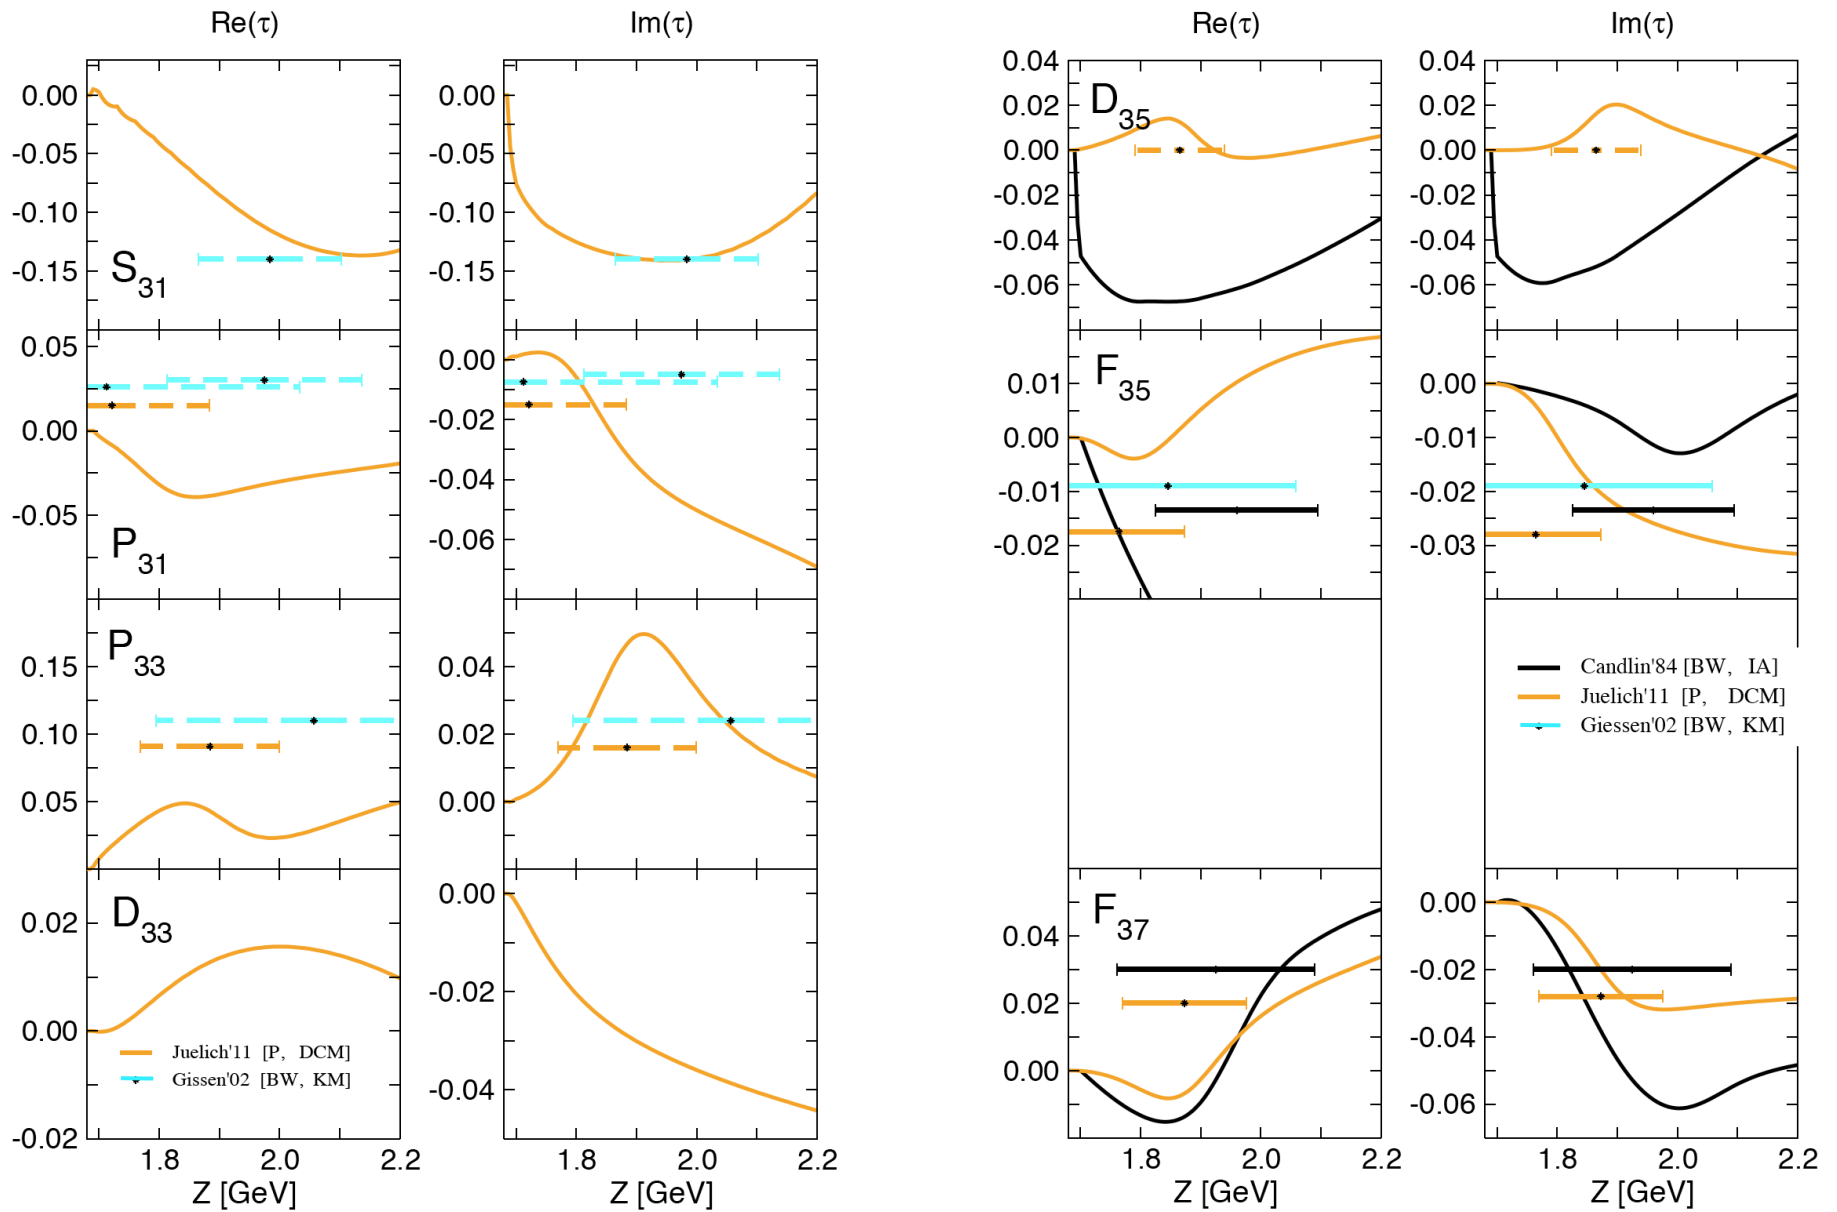 Re(τ)
Im(τ)
Re(τ)
Im(τ)
0.00
-0.05
-0.10
-0.15
S31
0.00
-0.05
-0.10
-0.15
0.04
0.02
0.00
-0.02
-0.04
-0.06
D35
0.04
0.02
0.00
-0.02
-0.04
-0.06
0.05
0.00
-0.05
P31
0.00
-0.02
-0.04
-0.06
0.01
0.00
-0.01
-0.02
F35
0.00
-0.01
-0.02
-0.03
P33
0.15
0.10
0.05
0.04
0.02
0.00
Candlin'84 [BW, IA]
Juelich'11 [P, DCM]
Giessen'02 [BW, KM]
D33
0.02
0.00
-0.02
Juelich'11 [P, DCM]
Gissen'02 [BW, KM]
0.00
-0.02
-0.04
F37
0.04
0.02
0.00
0.00
-0.02
-0.04
-0.06
1.8 2.0 2.2
1.8 2.0 2.2
1.8 2.0 2.2
1.8 2.0 2.2
Z [GeV]
Z [GeV]
Z [GeV]
Z [GeV]